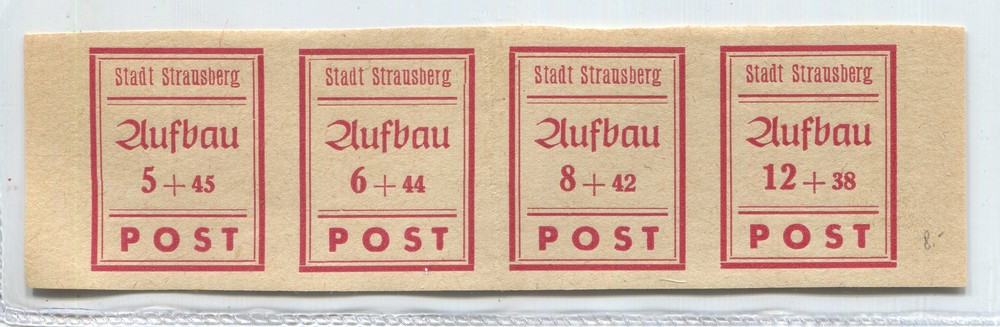 Stadt Strausberg
Aufbau
5 + 45
POST
Stadt Strausberg
Aufbau
6 + 44
POST
Stadt Strausberg
Aufbau
8 + 42
POST
Stadt Strausberg
Aufbau
12 + 38
POST
8.-